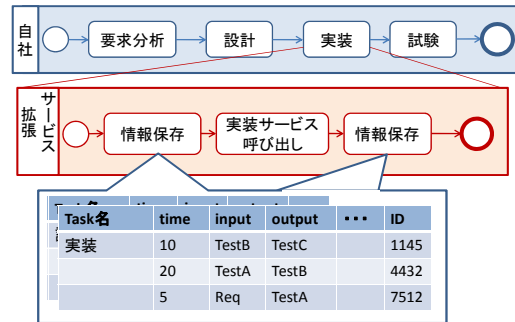 自社
要求分析
設計
実装
試験
サービス拡張
情報保存
実装サービス
呼び出し
情報保存
Task名 time input output ・・・ ID
実装 10 TestB TestC 1145
20 TestA TestB 4432
5 Req TestA 7512